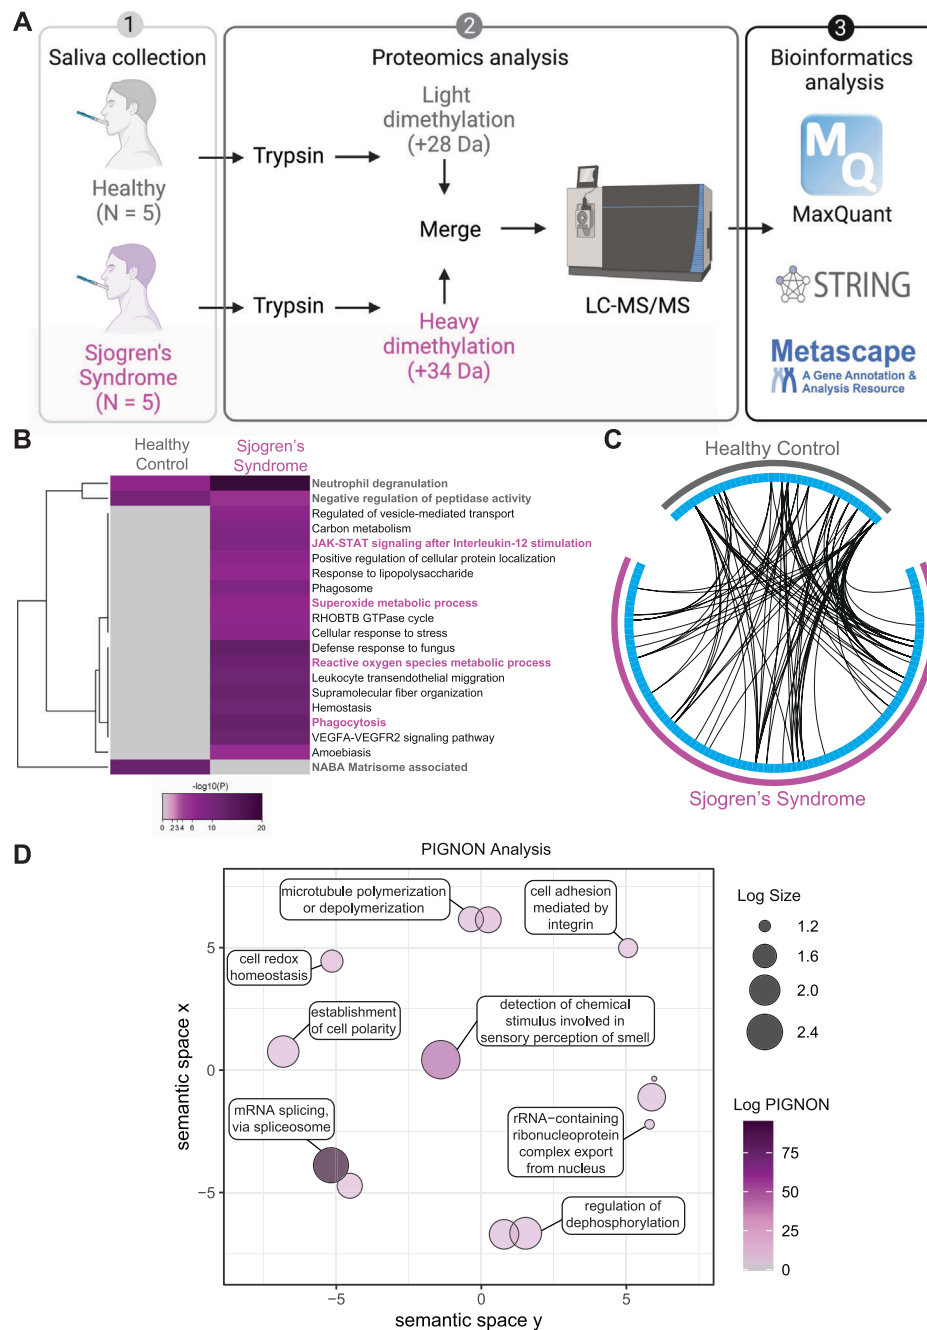 A
1
Saliva collection
Healthy
(N = 5)
Sjogren's
Syndrome
(N = 5)
2
Proteomics analysis
Light
dimethylation
(+28 Da)
Trypsin
Merge
Trypsin
Heavy
dimethylation
(+34 Da)
LC-MS/MS
3
Bioinformatics
analysis
M
Q
MaxQuant
STRING
Metascape
A Gene Annotation &
Analysis Resource
B
Healthy
Control
Sjogren's
Syndrome
Neutrophil degranulation
Negative regulation of peptidase activity
Regulated of vesicle-mediated transport
Carbon metabolism
JAK-STAT signaling after Interleukin-12 stimulation
Positive regulation of cellular protein localization
Response to lipopolysaccharide
Phagosome
Superoxide metabolic process
RHOBTB GTPase cycle
Cellular response to stress
Defense response to fungus
Reactive oxygen species metabolic process
Leukocyte transendothelial miggration
Supramolecular fiber organization
Hemostasis
Phagocytosis
VEGFA-VEGFR2 signaling pathway
Amoebiasis
NABA Matrisome associated
-log10(P)
0 2 3 4 6 10 20
C
Healthy Control
Sjogren's Syndrome
D
PIGNON Analysis
microtubule polymerization
or depolymerization
cell adhesion
mediated by
integrin
cell redox
homeostasis
establishment
of cell polarity
detection of chemical
stimulus involved in
sensory perception of smell
mRNA splicing,
via spliceosome
rRNA−containing
ribonucleoprotein
complex export
from nucleus
regulation of
dephosphorylation
semantic space x
5
0
−5
−5
0
5
semantic space y
Log Size
1.2
1.6
2.0
2.4
Log PIGNON
75
50
25
0